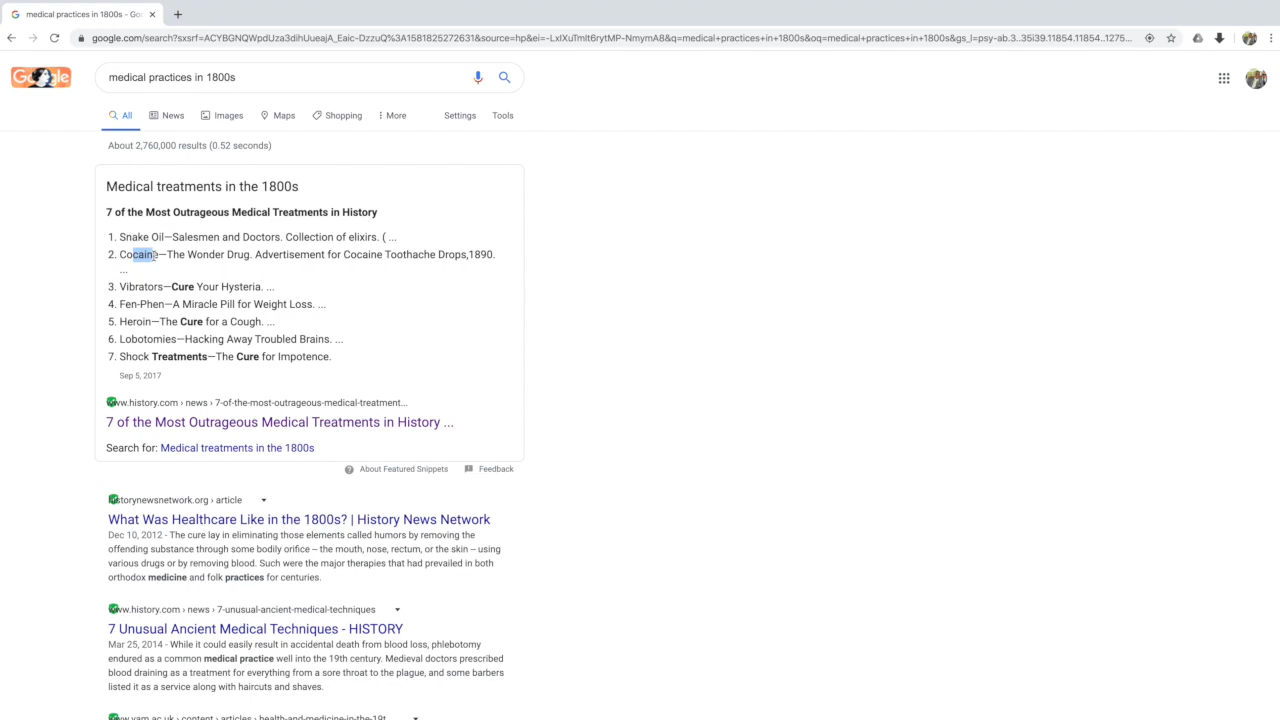 medical practices in 1800s - Go
google.com/search?sxsrf=ACYBGNQWpdUza3dihUueajA_Eaic-DzzuQ%3A1581825272631&source=hp&ei=-LxIXuTmIt6rytMP-NmymA8&q=medical+practices+in+1800s&oq=medical+practices+in+1800s&gs_l=psy-ab.3..35i39.11854.11854..1275...
Google
medical practices in 1800s
All News Images Maps Shopping More Settings Tools
About 2,760,000 results (0.52 seconds)
Medical treatments in the 1800s
7 of the Most Outrageous Medical Treatments in History
1. Snake Oil—Salesmen and Doctors. Collection of elixirs. ( ...
2. Cocaine—The Wonder Drug. Advertisement for Cocaine Toothache Drops,1890.
...
3. Vibrators—Cure Your Hysteria. ...
4. Fen-Phen—A Miracle Pill for Weight Loss. ...
5. Heroin—The Cure for a Cough. ...
6. Lobotomies—Hacking Away Troubled Brains. ...
7. Shock Treatments—The Cure for Impotence.
Sep 5, 2017
www.history.com › news › 7-of-the-most-outrageous-medical-treatment...
7 of the Most Outrageous Medical Treatments in History ...
Search for: Medical treatments in the 1800s
About Featured Snippets Feedback
historynewsnetwork.org › article
What Was Healthcare Like in the 1800s? | History News Network
Dec 10, 2012 - The cure lay in eliminating those elements called humors by removing the
offending substance through some bodily orifice – the mouth, nose, rectum, or the skin – using
various drugs or by removing blood. Such were the major therapies that had prevailed in both
orthodox medicine and folk practices for centuries.
www.history.com › news › 7-unusual-ancient-medical-techniques
7 Unusual Ancient Medical Techniques - HISTORY
Mar 25, 2014 - While it could easily result in accidental death from blood loss, phlebotomy
endured as a common medical practice well into the 19th century. Medieval doctors prescribed
blood draining as a treatment for everything from a sore throat to the plague, and some barbers
listed it as a service along with haircuts and shaves.
www.vam.ac.uk › content › articles › health-and-medicine-in-the-19t...